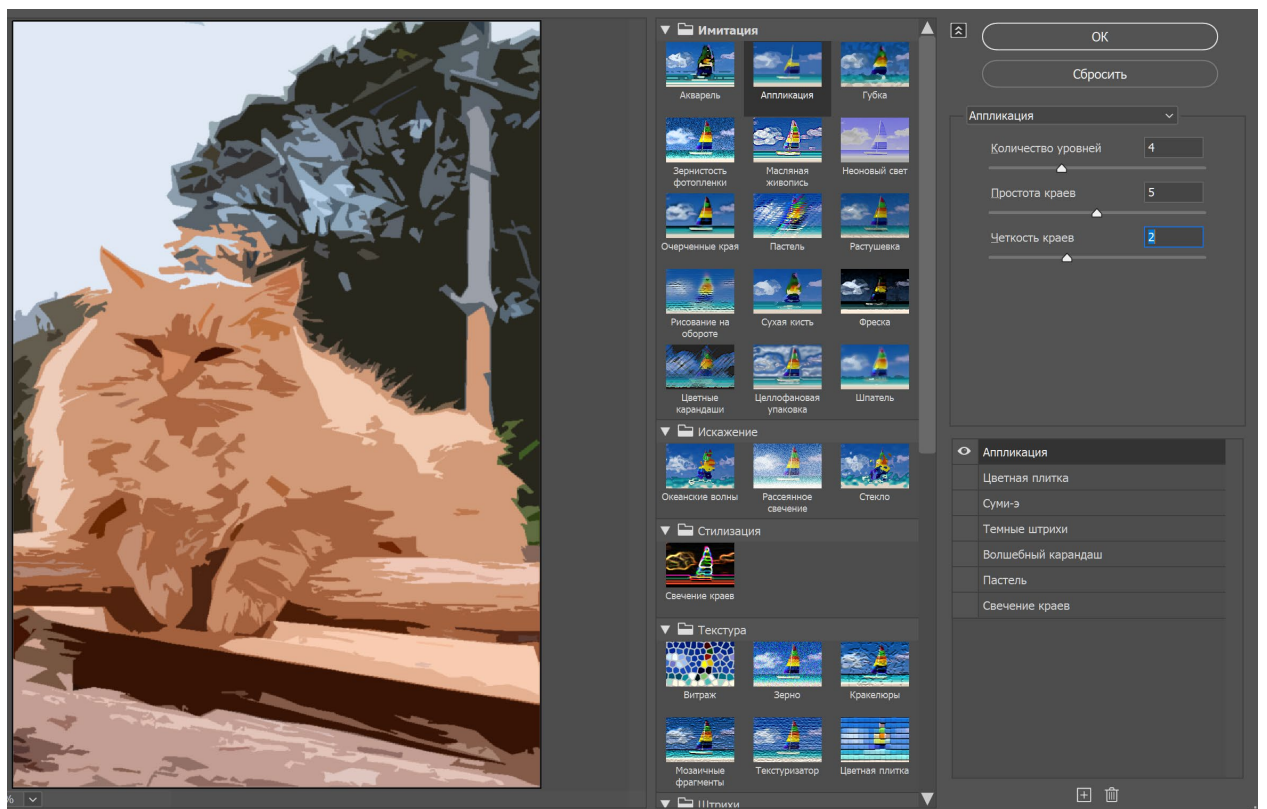 Имитация
Акварель
Аппликация
Губка
Зернистость
фотопленки
Масляная
живопись
Неоновый свет
Очерченные края
Пастель
Растушевка
Рисование на
обороте
Сухая кисть
Фреска
Цветные
карандаши
Целлофановая
упаковка
Шпатель
Искажение
Океанские волны
Рассеянное
свечение
Стекло
Стилизация
Свечение краев
Текстура
Витраж
Зерно
Кракелюры
Мозаичные
фрагменты
Текстуризатор
Цветная плитка
Штрихи
ОК
Сбросить
Аппликация
Количество уровней 4
Простота краев 5
Четкость краев 2
Аппликация
Цветная плитка
Суми-э
Темные штрихи
Волшебный карандаш
Пастель
Свечение краев
%